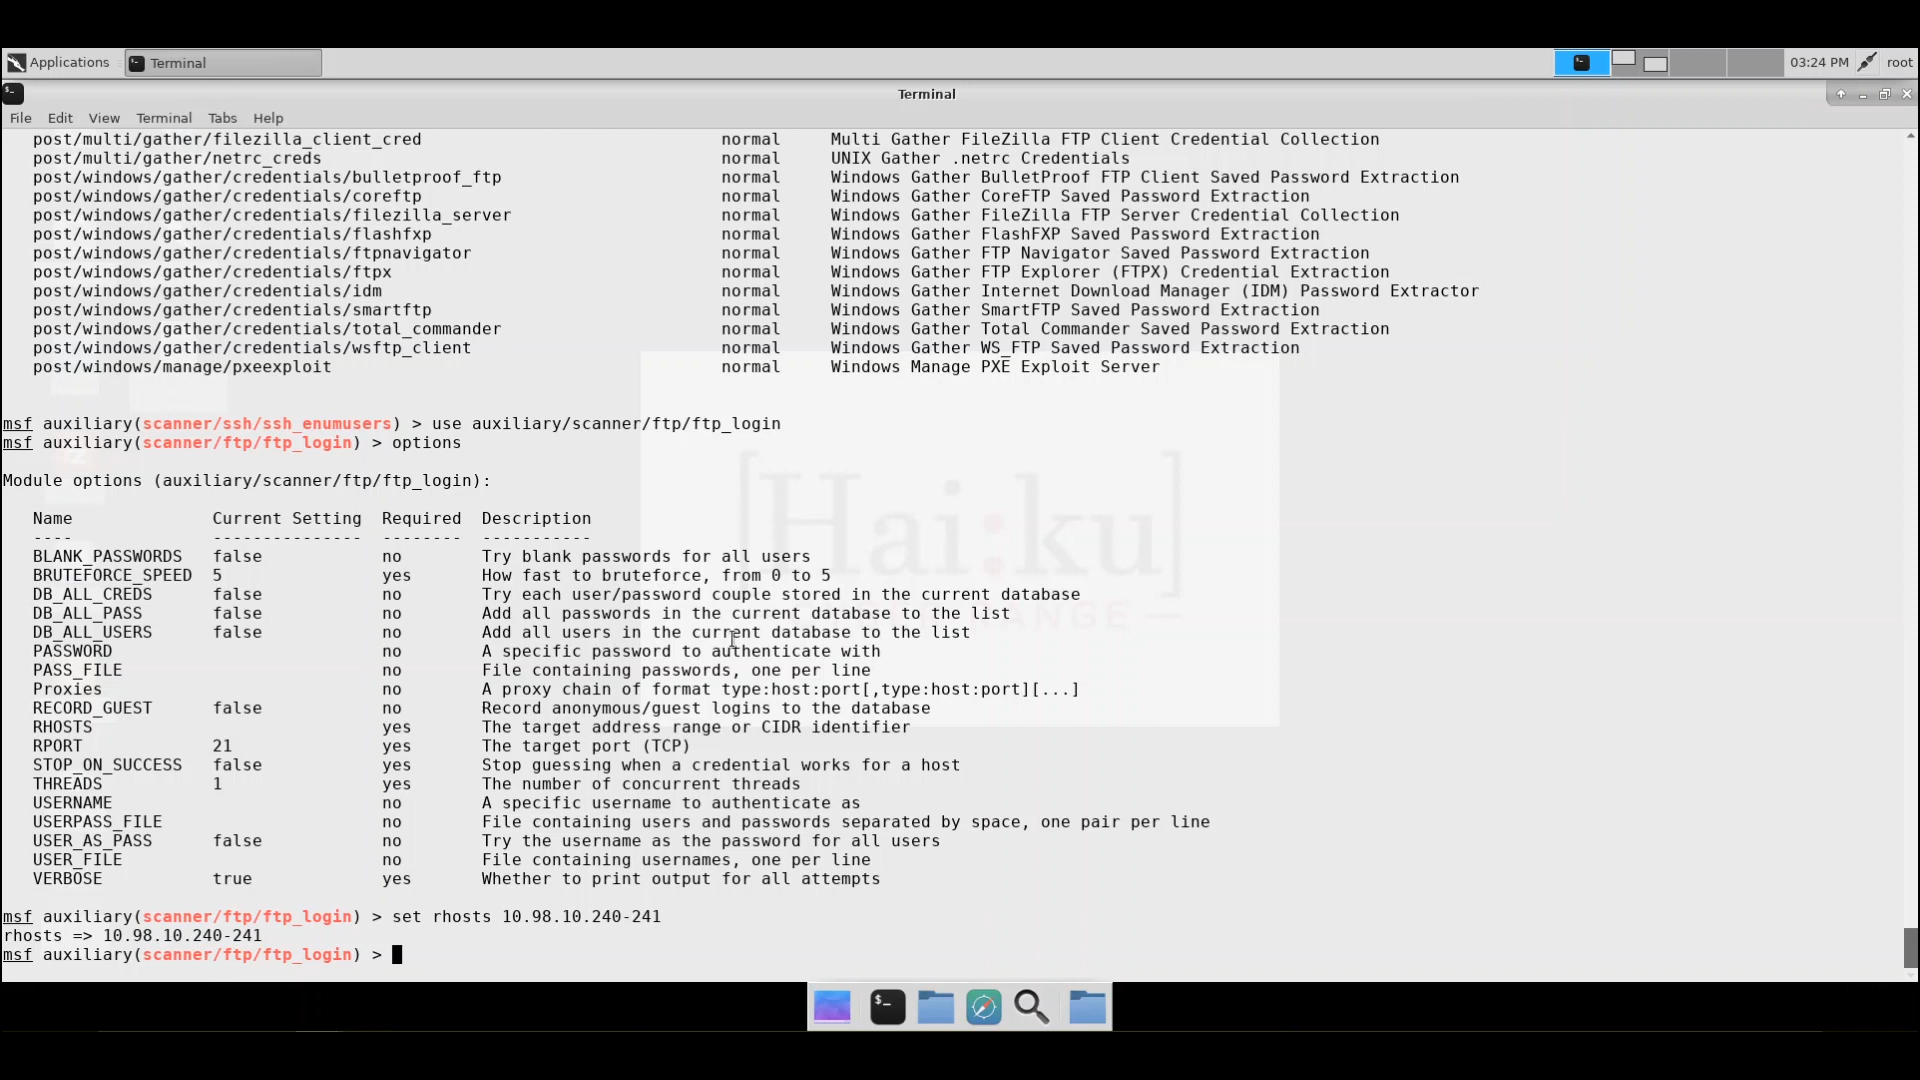 Applications Terminal 03:24 PM root
Terminal
File Edit View Terminal Tabs Help
post/multi/gather/filezilla_client_cred normal Multi Gather FileZilla FTP Client Credential Collection
post/multi/gather/netrc_creds normal UNIX Gather .netrc Credentials
post/windows/gather/credentials/bulletproof_ftp normal Windows Gather BulletProof FTP Client Saved Password Extraction
post/windows/gather/credentials/coreftp normal Windows Gather CoreFTP Saved Password Extraction
post/windows/gather/credentials/filezilla_server normal Windows Gather FileZilla FTP Server Credential Collection
post/windows/gather/credentials/flashfxp normal Windows Gather FlashFXP Saved Password Extraction
post/windows/gather/credentials/ftpnavigator normal Windows Gather FTP Navigator Saved Password Extraction
post/windows/gather/credentials/ftpx normal Windows Gather FTP Explorer (FTPX) Credential Extraction
post/windows/gather/credentials/idm normal Windows Gather Internet Download Manager (IDM) Password Extractor
post/windows/gather/credentials/smartftp normal Windows Gather SmartFTP Saved Password Extraction
post/windows/gather/credentials/total_commander normal Windows Gather Total Commander Saved Password Extraction
post/windows/gather/credentials/wsftp_client normal Windows Gather WS_FTP Saved Password Extraction
post/windows/manage/pxeexploit normal Windows Manage PXE Exploit Server
msf auxiliary(scanner/ssh/ssh_enumusers) > use auxiliary/scanner/ftp/ftp_login
msf auxiliary(scanner/ftp/ftp_login) > options
Module options (auxiliary/scanner/ftp/ftp_login):
Name Current Setting Required Description
---- --------------- -------- -----------
BLANK_PASSWORDS false no Try blank passwords for all users
BRUTEFORCE_SPEED 5 yes How fast to bruteforce, from 0 to 5
DB_ALL_CREDS false no Try each user/password couple stored in the current database
DB_ALL_PASS false no Add all passwords in the current database to the list
DB_ALL_USERS false no Add all users in the current database to the list
PASSWORD no A specific password to authenticate with
PASS_FILE no File containing passwords, one per line
Proxies no A proxy chain of format type:host:port[,type:host:port][...]
RECORD_GUEST false no Record anonymous/guest logins to the database
RHOSTS yes The target address range or CIDR identifier
RPORT 21 yes The target port (TCP)
STOP_ON_SUCCESS false yes Stop guessing when a credential works for a host
THREADS 1 yes The number of concurrent threads
USERNAME no A specific username to authenticate as
USERPASS_FILE no File containing users and passwords separated by space, one pair per line
USER_AS_PASS false no Try the username as the password for all users
USER_FILE no File containing usernames, one per line
VERBOSE true yes Whether to print output for all attempts
msf auxiliary(scanner/ftp/ftp_login) > set rhosts 10.98.10.240-241
rhosts => 10.98.10.240-241
msf auxiliary(scanner/ftp/ftp_login) >
[Hai:ku]